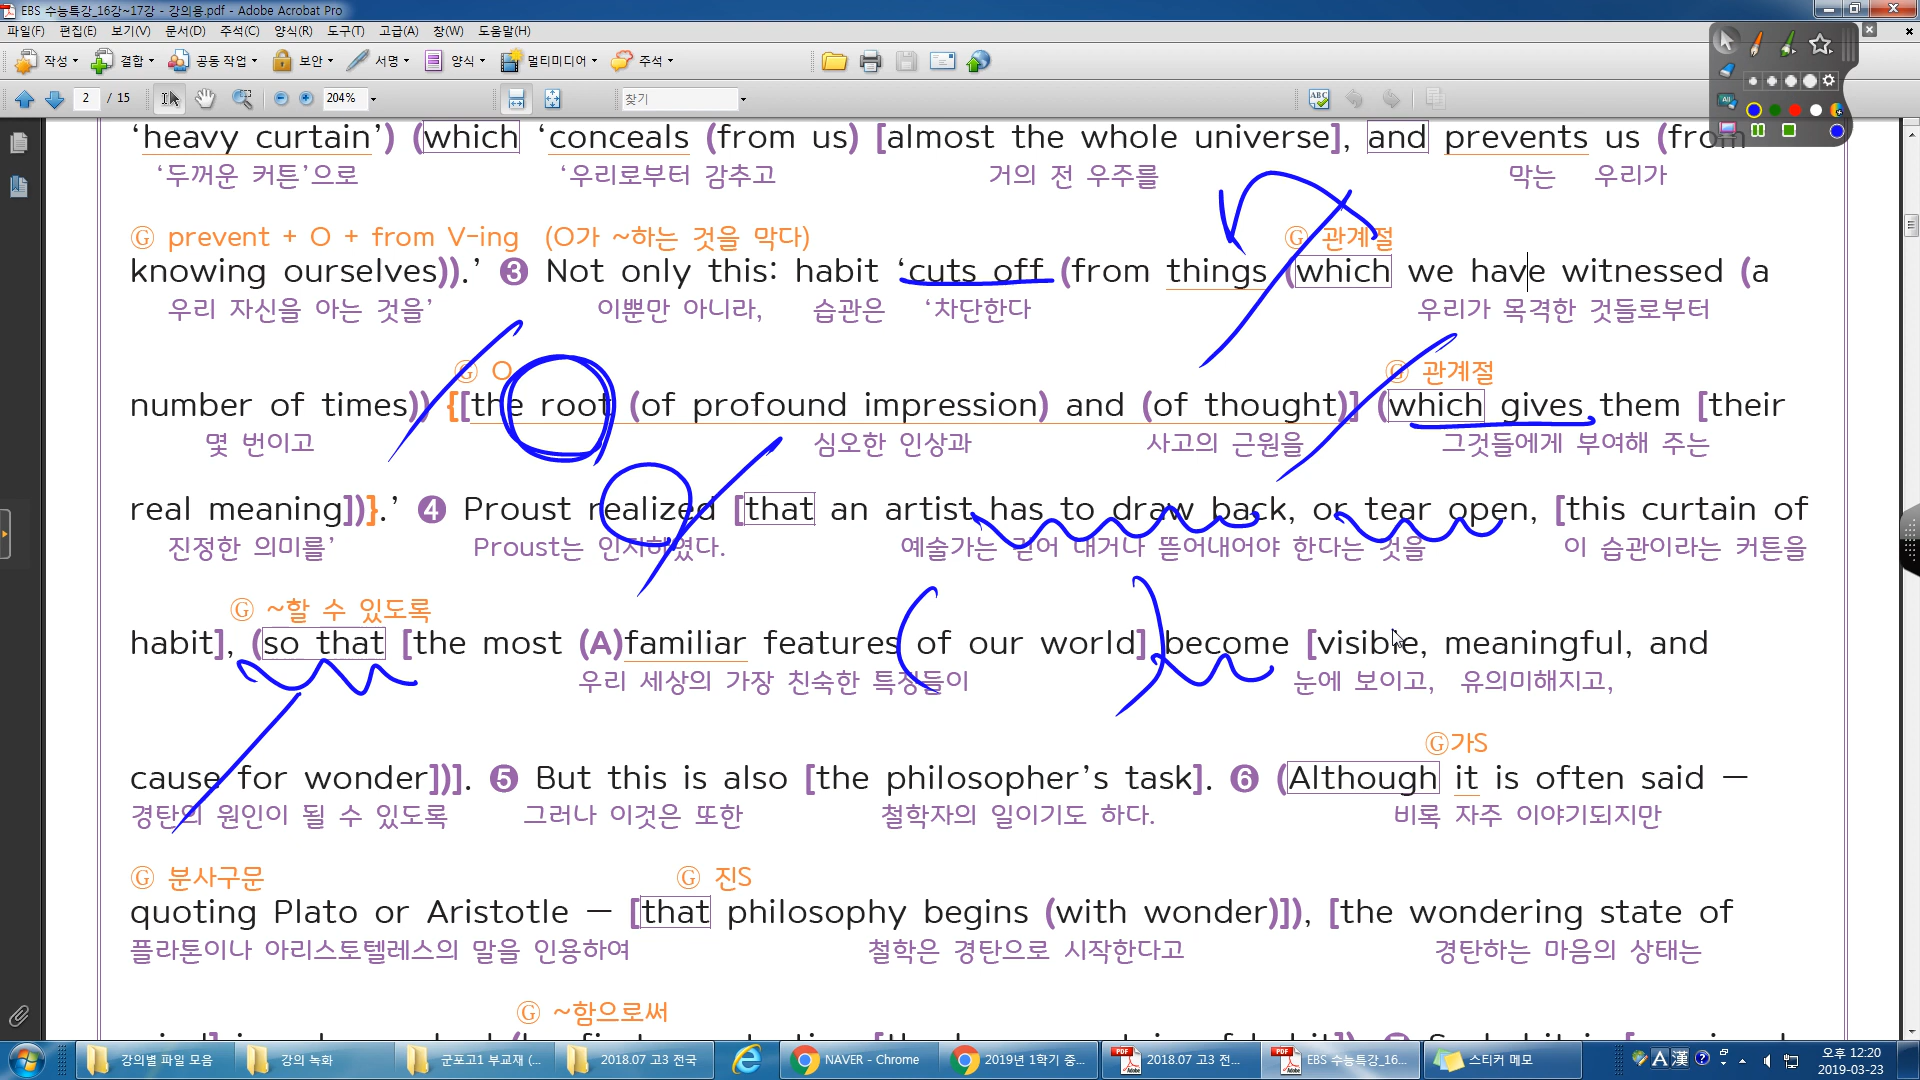 EBS 수능특강_16강~17강 - 강의용.pdf - Adobe Acrobat Pro
파일(F) 편집(E) 보기(V) 문서(D) 주석(C) 양식(R) 도구(T) 고급(A) 창(W) 도움말(H)
작성 결합 공동 작업 보안 서명 양식 멀티미디어 주석
2 / 15 204% 찾기
‘heavy curtain’) (which ‘conceals (from us) [almost the whole universe], and prevents us (from
‘두꺼운 커튼’으로 ‘우리로부터 감추고 거의 전 우주를 막는 우리가
Ⓖ prevent + O + from V-ing (O가 ~하는 것을 막다) Ⓖ 관계절
knowing ourselves)).’ ❸ Not only this: habit ‘cuts off (from things (which we have witnessed (a
우리 자신을 아는 것을’ 이뿐만 아니라, 습관은 ‘차단한다 우리가 목격한 것들로부터
Ⓖ O Ⓖ 관계절
number of times)) {[the root (of profound impression) and (of thought)] (which gives them [their
몇 번이고 심오한 인상과 사고의 근원을 그것들에게 부여해 주는
real meaning])}.’ ❹ Proust realized [that an artist has to draw back, or tear open, [this curtain of
진정한 의미를’ Proust는 인지하였다. 예술가는 걷어 대거나 뜯어내어야 한다는 것을 이 습관이라는 커튼을
Ⓖ ~할 수 있도록
habit], (so that [the most (A)familiar features of our world] become [visible, meaningful, and
우리 세상의 가장 친숙한 특징들이 눈에 보이고, 유의미해지고,
Ⓖ가S
cause for wonder])]. ❺ But this is also [the philosopher’s task]. ❻ (Although it is often said —
경탄의 원인이 될 수 있도록 그러나 이것은 또한 철학자의 일이기도 하다. 비록 자주 이야기되지만
Ⓖ 분사구문 Ⓖ 진S
quoting Plato or Aristotle — [that philosophy begins (with wonder)]), [the wondering state of
플라톤이나 아리스토텔레스의 말을 인용하여 철학은 경탄으로 시작한다고 경탄하는 마음의 상태는
Ⓖ ~함으로써
강의별 파일 모음 강의 녹화 군포고1 부교재 (... 2018.07 고3 전국 NAVER - Chrome 2019년 1학기 중... 2018.07 고3 전... EBS 수능특강_16... 스티커 메모 A 漢 오후 12:20
2019-03-23